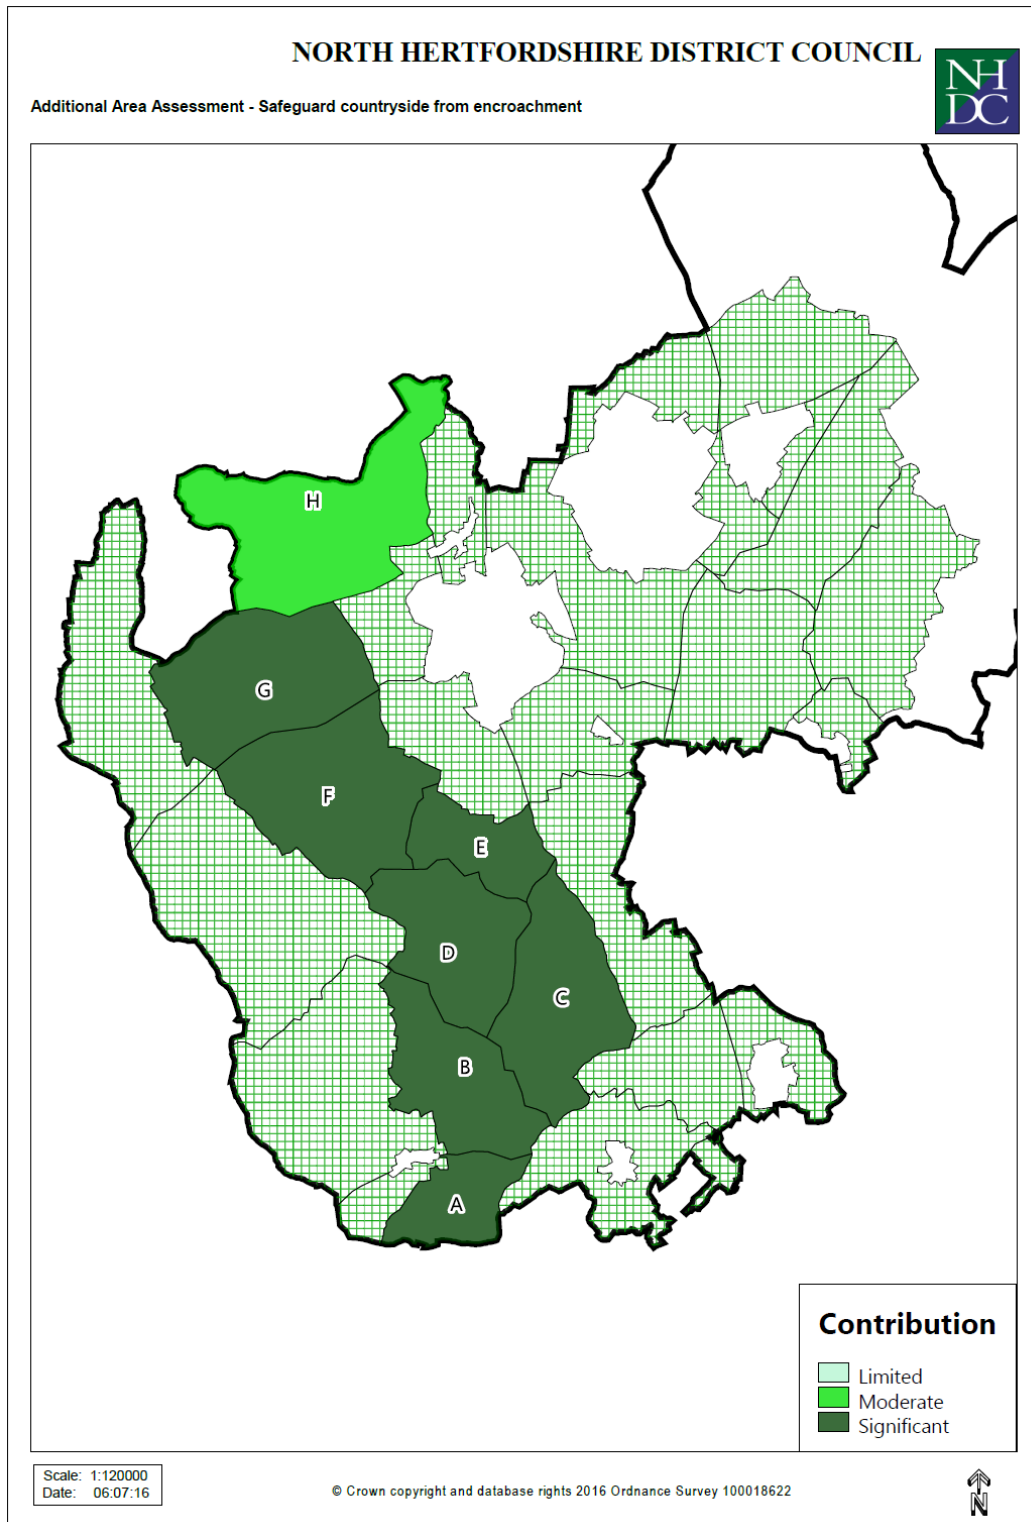 NORTH HERTFORDSHIRE DISTRICT COUNCIL
NH
DC
Additional Area Assessment - Safeguard countryside from encroachment
H
G
F
E
D
C
B
A
Contribution
Limited
Moderate
Significant
Scale: 1:120000
Date: 06:07:16
© Crown copyright and database rights 2016 Ordnance Survey 100018622
N